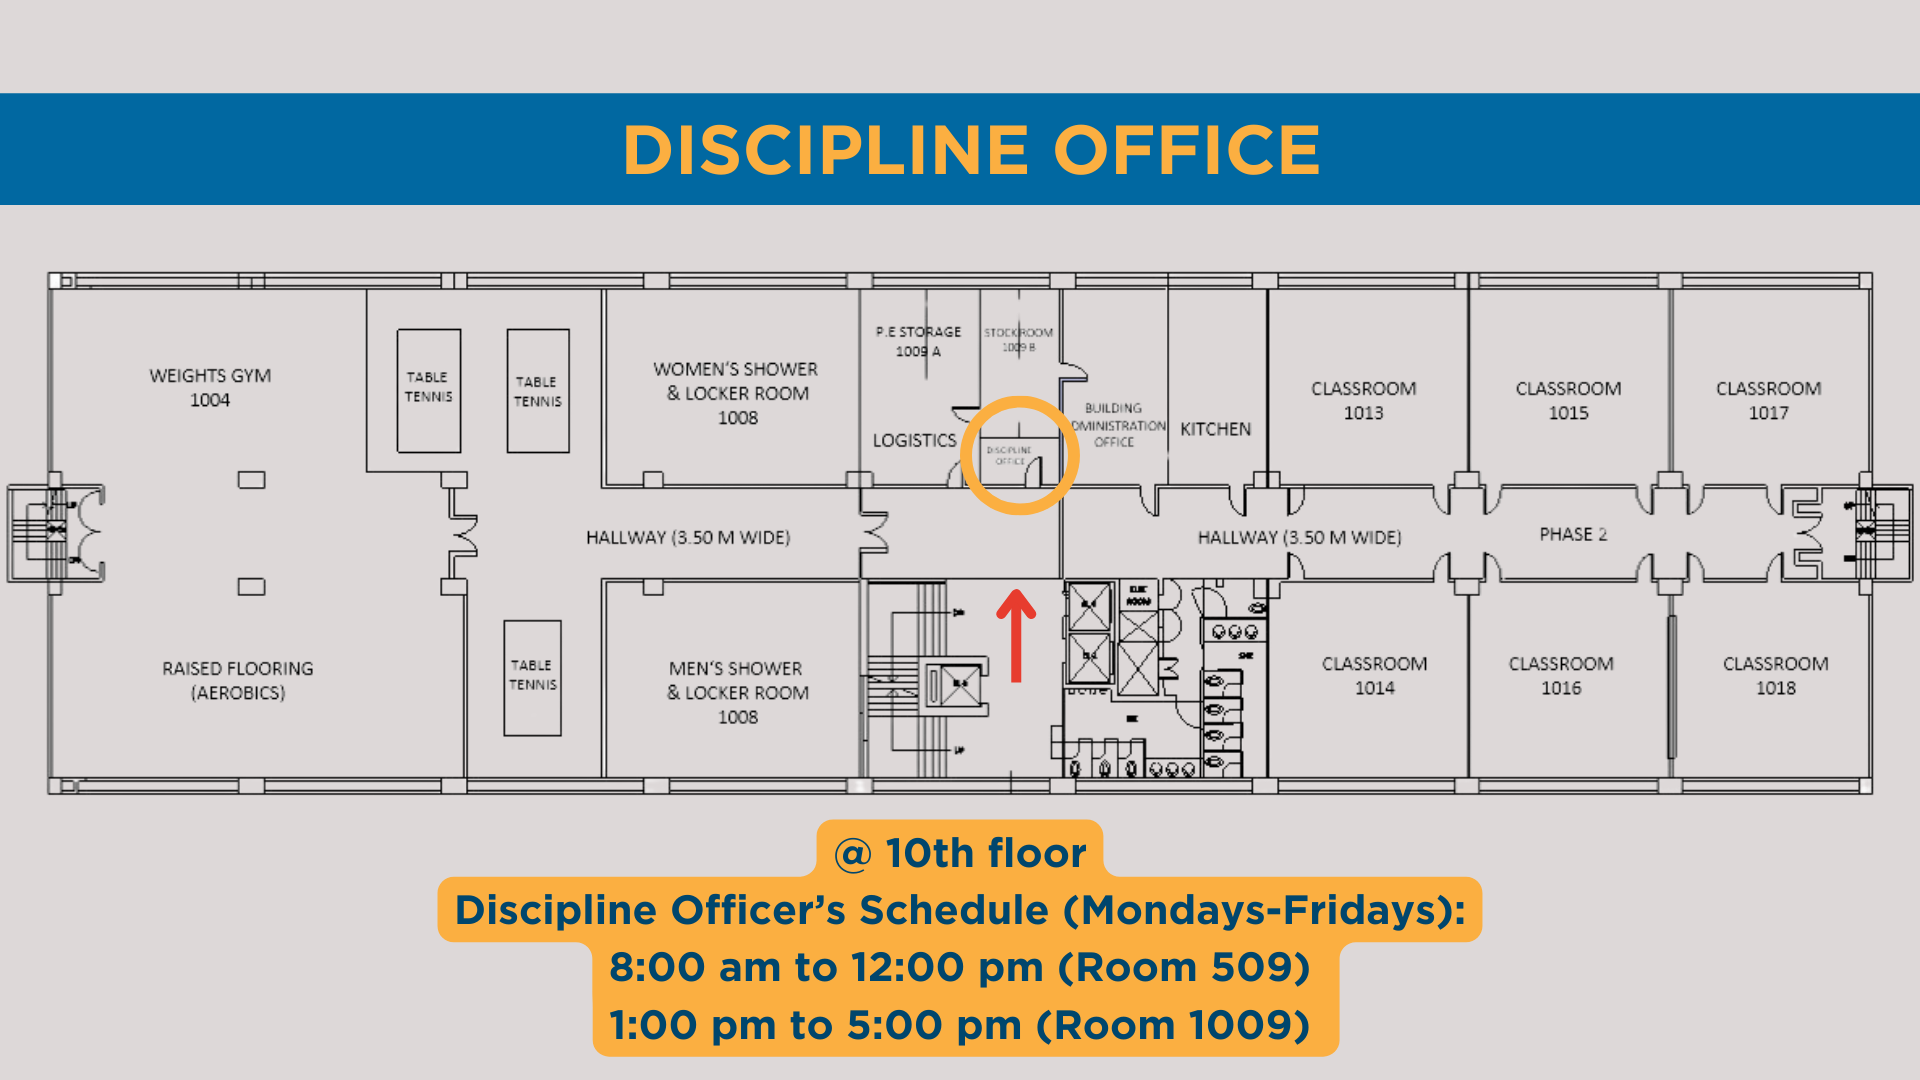 DISCIPLINE OFFICE
WEIGHTS GYM
1004
TABLE
TENNIS
TABLE
TENNIS
WOMEN'S SHOWER
& LOCKER ROOM
1008
P.E STORAGE
1009 A
LOGISTICS
STOCKROOM
1009 B
DISCIPLINE
OFFICE
BUILDING
DMINISTRATION
OFFICE
KITCHEN
CLASSROOM
1013
CLASSROOM
1015
CLASSROOM
1017
HALLWAY (3.50 M WIDE)
HALLWAY (3.50 M WIDE)
PHASE 2
RAISED FLOORING
(AEROBICS)
TABLE
TENNIS
MEN'S SHOWER
& LOCKER ROOM
1008
CLASSROOM
1014
CLASSROOM
1016
CLASSROOM
1018
@ 10th floor
Discipline Officer's Schedule (Mondays-Fridays):
8:00 am to 12:00 pm (Room 509)
1:00 pm to 5:00 pm (Room 1009)